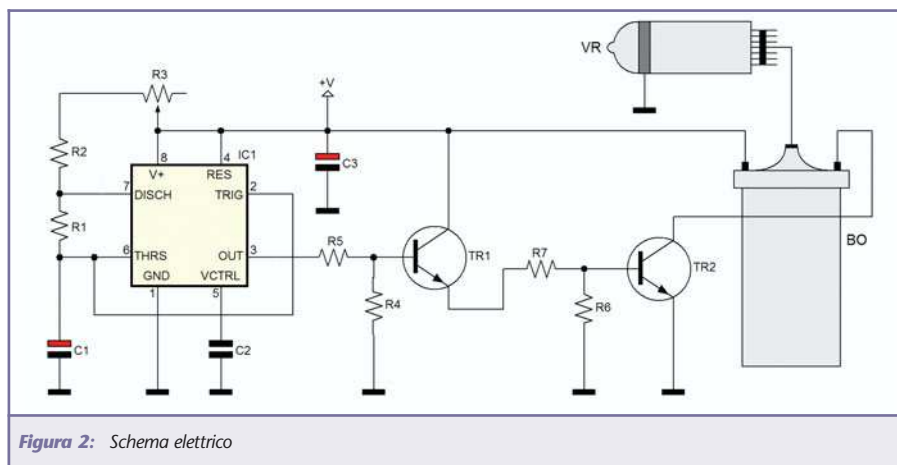 VR
R3
+V
R2
8
4
IC1
V+
RES
C3
7
DISCH
TRIG
2
R1
6
THRS
OUT
3
R5
TR1
R7
TR2
BO
GND
VCTRL
1
5
R4
R6
C1
C2
Figura 2: Schema elettrico